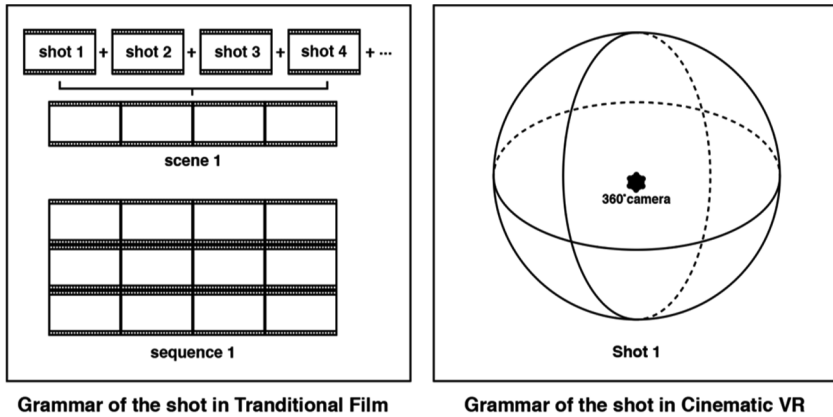 shot 1 + shot 2 + shot 3 + shot 4 + ...
scene 1
sequence 1
Grammar of the shot in Tranditional Film
360°camera
Shot 1
Grammar of the shot in Cinematic VR